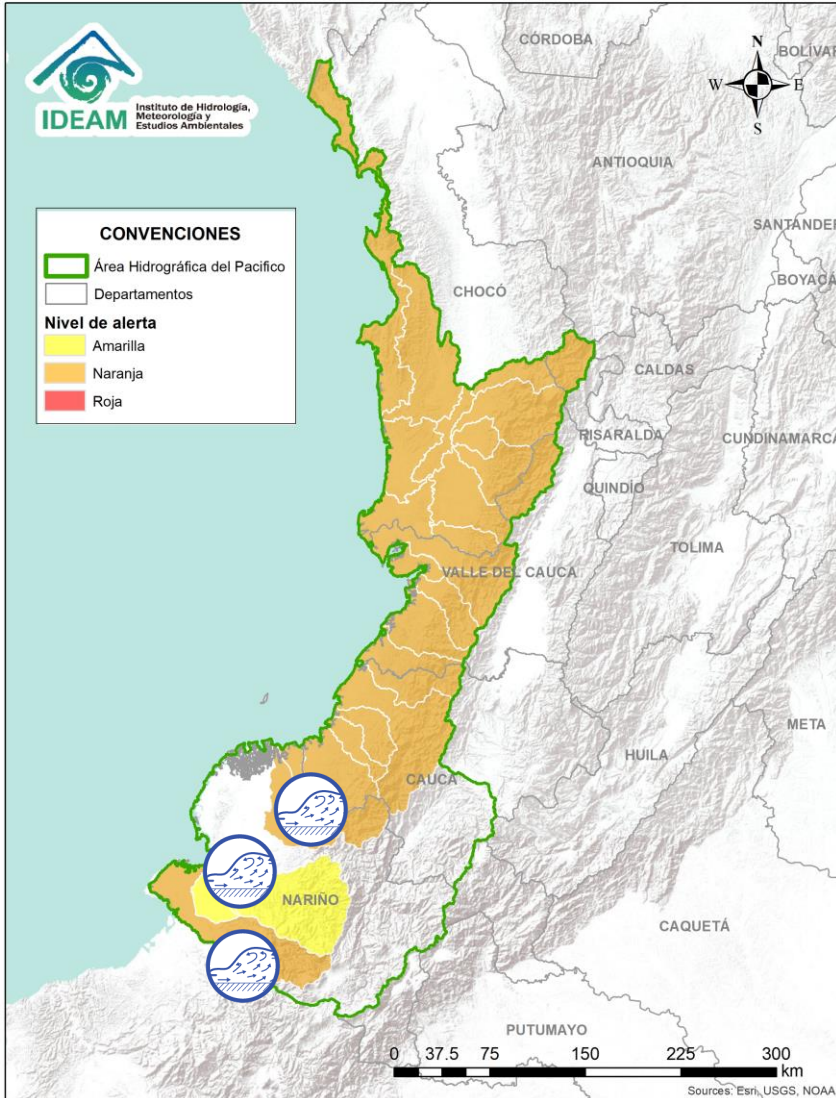 CÓRDOBA
BOLÍVAR
N
W E
S
IDEAM
Instituto de Hidrología,
Meteorología y
Estudios Ambientales
ANTIOQUIA
SANTANDER
CONVENCIONES
Área Hidrográfica del Pacifico
Departamentos
Nivel de alerta
Amarilla
Naranja
Roja
BOYACÁ
CHOCÓ
CALDAS
RISARALDA
CUNDINAMARCA
QUINDÍO
TOLIMA
VALLE DEL CAUCA
META
HUILA
CAUCA
NARIÑO
CAQUETÁ
PUTUMAYO
0 37.5 75 150 225 300
km
Sources: Esri, USGS, NOAA